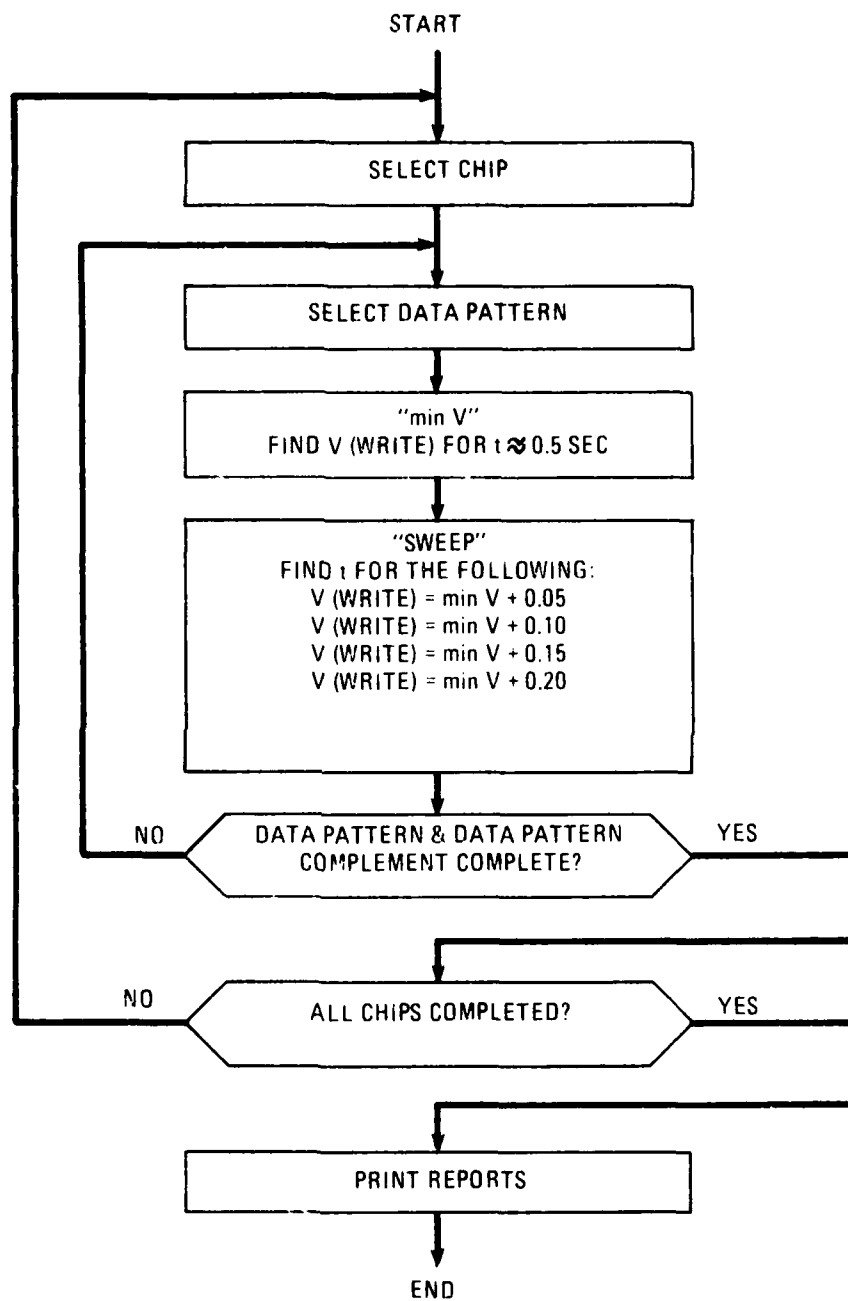 START
SELECT CHIP
SELECT DATA PATTERN
"min V"
FIND V (WRITE) FOR t ≈ 0.5 SEC
"SWEEP"
FIND t FOR THE FOLLOWING:
V (WRITE) = min V + 0.05
V (WRITE) = min V + 0.10
V (WRITE) = min V + 0.15
V (WRITE) = min V + 0.20
NO
DATA PATTERN & DATA PATTERN
COMPLEMENT COMPLETE?
YES
NO
ALL CHIPS COMPLETED?
YES
PRINT REPORTS
END